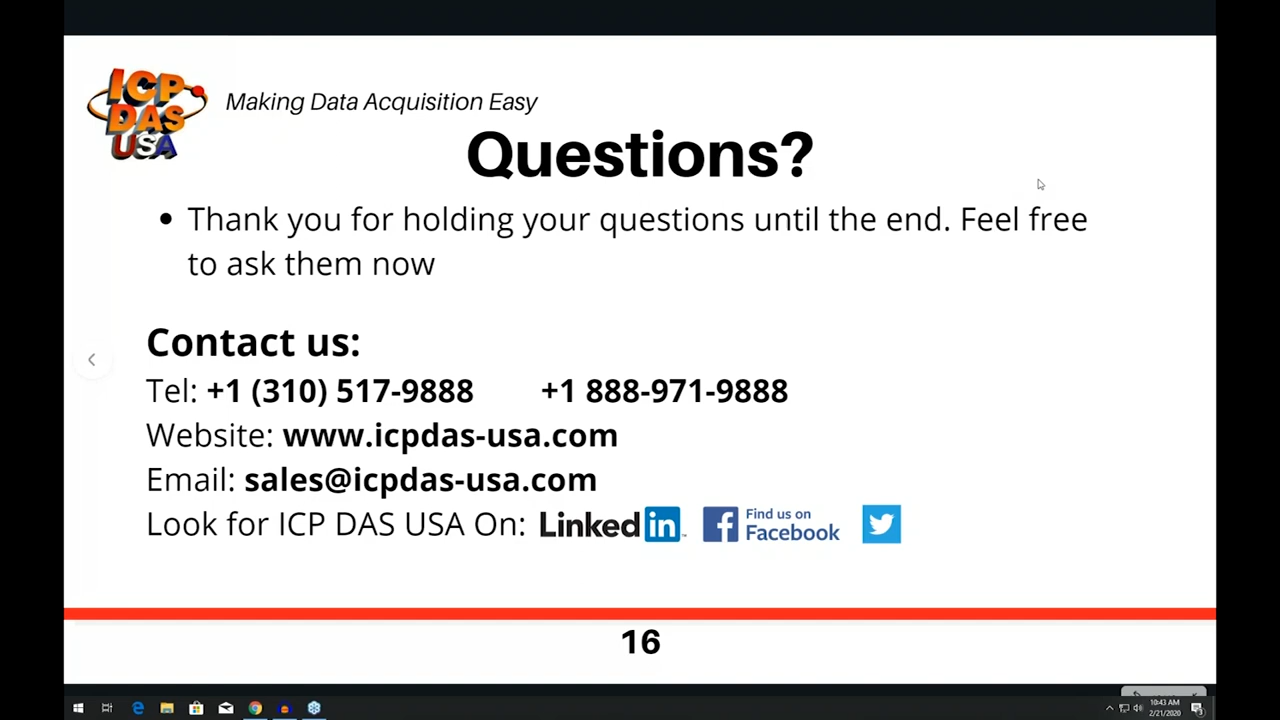 ICP
DAS
USA
Making Data Acquisition Easy
Questions?
• Thank you for holding your questions until the end. Feel free
to ask them now
Contact us:
Tel: +1 (310) 517-9888 +1 888-971-9888
Website: www.icpdas-usa.com
Email: sales@icpdas-usa.com
Look for ICP DAS USA On: Linked in Find us on
Facebook
16
10:43 AM
2/21/2020